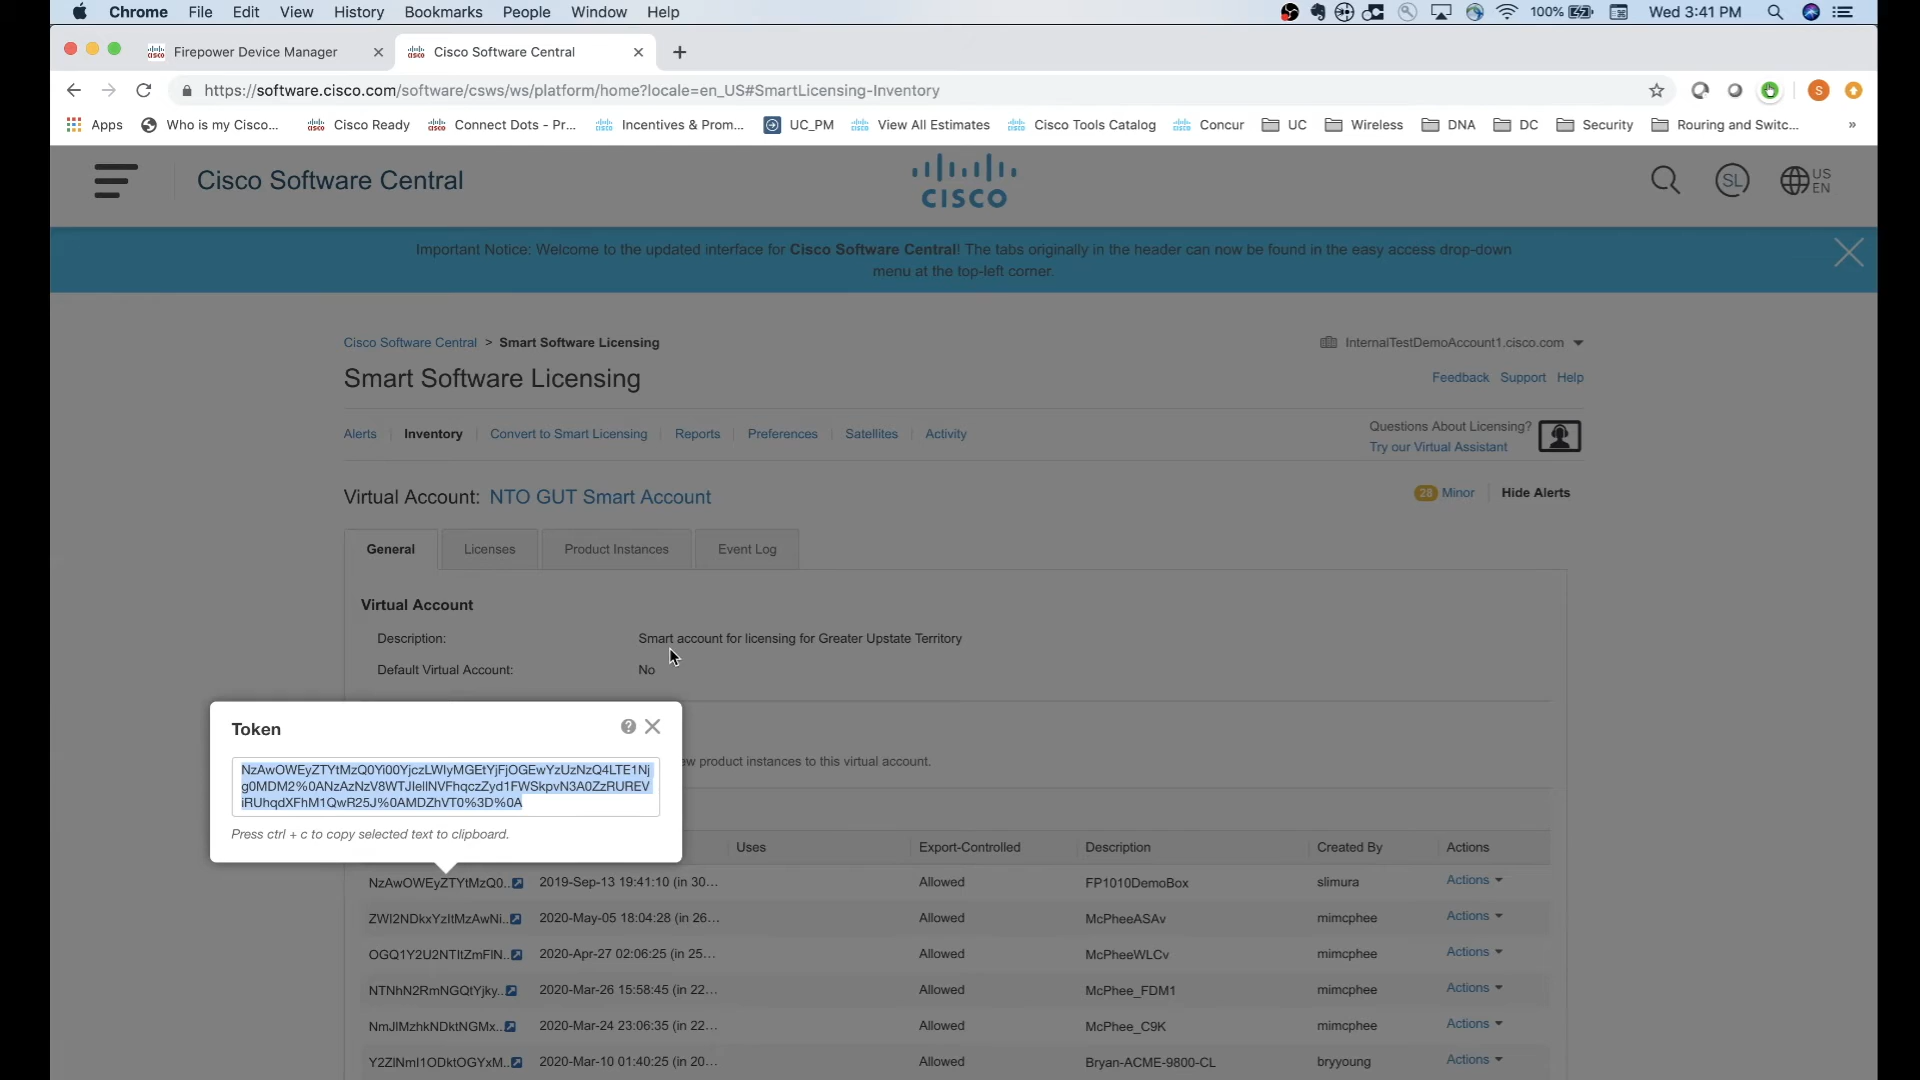 Chrome File Edit View History Bookmarks People Window Help 100% Wed 3:41 PM
Firepower Device Manager Cisco Software Central
https://software.cisco.com/software/csws/ws/platform/home?locale=en_US#SmartLicensing-Inventory S
Apps Who is my Cisco... Cisco Ready Connect Dots - Pr... Incentives & Prom... UC_PM View All Estimates Cisco Tools Catalog Concur UC Wireless DNA DC Security Rouring and Switc... »
Cisco Software Central CISCO SL US EN
Important Notice: Welcome to the updated interface for Cisco Software Central! The tabs originally in the header can now be found in the easy access drop-down
menu at the top-left corner.
Cisco Software Central > Smart Software Licensing InternalTestDemoAccount1.cisco.com
Smart Software Licensing Feedback Support Help
Alerts Inventory Convert to Smart Licensing Reports Preferences Satellites Activity
Questions About Licensing?
Try our Virtual Assistant
Virtual Account: NTO GUT Smart Account 28 Minor Hide Alerts
General Licenses Product Instances Event Log
Virtual Account
Description: Smart account for licensing for Greater Upstate Territory
Default Virtual Account: No
Token
ew product instances to this virtual account.
NzAwOWEyZTYtMzQ0Yi00YjczLWIyMGEtYjFjOGEwYzUzNzQ4LTE1Nj
g0MDM2%0ANzAzNzV8WTJlellNVFhqczZyd1FWSkpvN3A0ZzRUREV
iRUhqdXFhM1QwR25J%0AMDZhVT0%3D%0A
Press ctrl + c to copy selected text to clipboard.
Uses Export-Controlled Description Created By Actions
NzAwOWEyZTYtMzQ0.. 2019-Sep-13 19:41:10 (in 30... Allowed FP1010DemoBox slimura Actions
ZWI2NDkxYzItMzAwNi.. 2020-May-05 18:04:28 (in 26... Allowed McPheeASAv mimcphee Actions
OGQ1Y2U2NTItZmFlN.. 2020-Apr-27 02:06:25 (in 25... Allowed McPheeWLCv mimcphee Actions
NTNhN2RmNGQtYjky.. 2020-Mar-26 15:58:45 (in 22... Allowed McPhee_FDM1 mimcphee Actions
NmJlMzhkNDktNGMx.. 2020-Mar-24 23:06:35 (in 22... Allowed McPhee_C9K mimcphee Actions
Y2ZlNmI1ODktOGYxM.. 2020-Mar-10 01:40:25 (in 20... Allowed Bryan-ACME-9800-CL bryyoung Actions